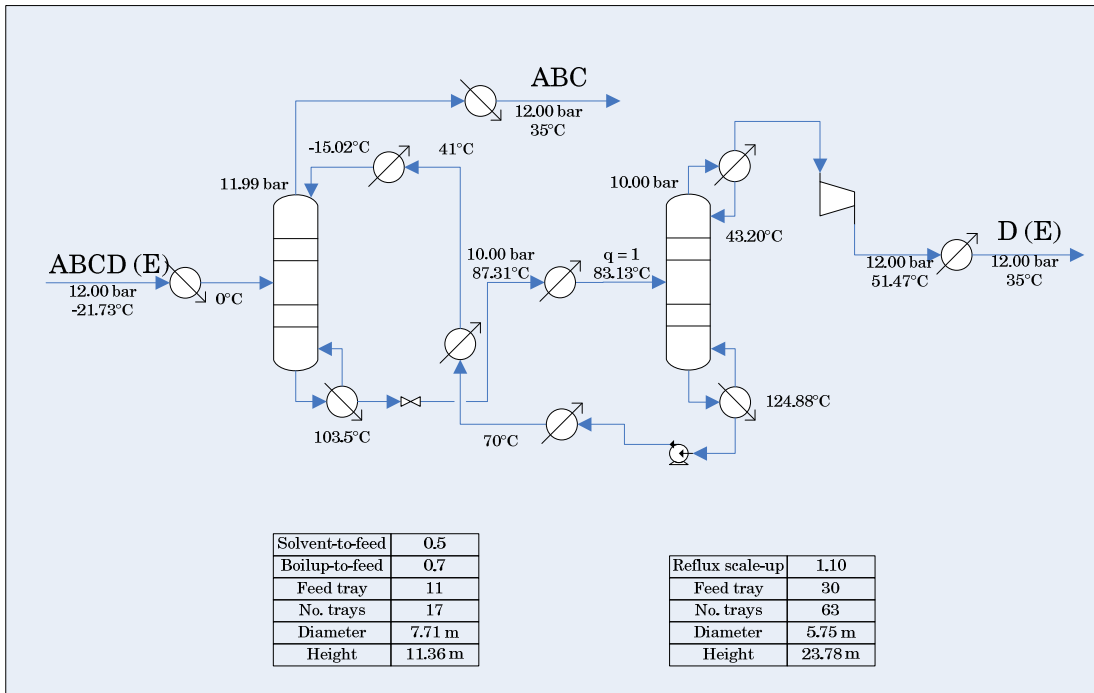 ABC
12.00 bar
35°C
-15.02°C
41°C
11.99 bar
10.00 bar
43.20°C
ABCD (E)
12.00 bar
-21.73°C
0°C
10.00 bar
87.31°C
q = 1
83.13°C
D (E)
12.00 bar
51.47°C
12.00 bar
35°C
103.5°C
70°C
124.88°C
Solvent-to-feed 0.5
Boilup-to-feed 0.7
Feed tray 11
No. trays 17
Diameter 7.71 m
Height 11.36 m
Reflux scale-up 1.10
Feed tray 30
No. trays 63
Diameter 5.75 m
Height 23.78 m